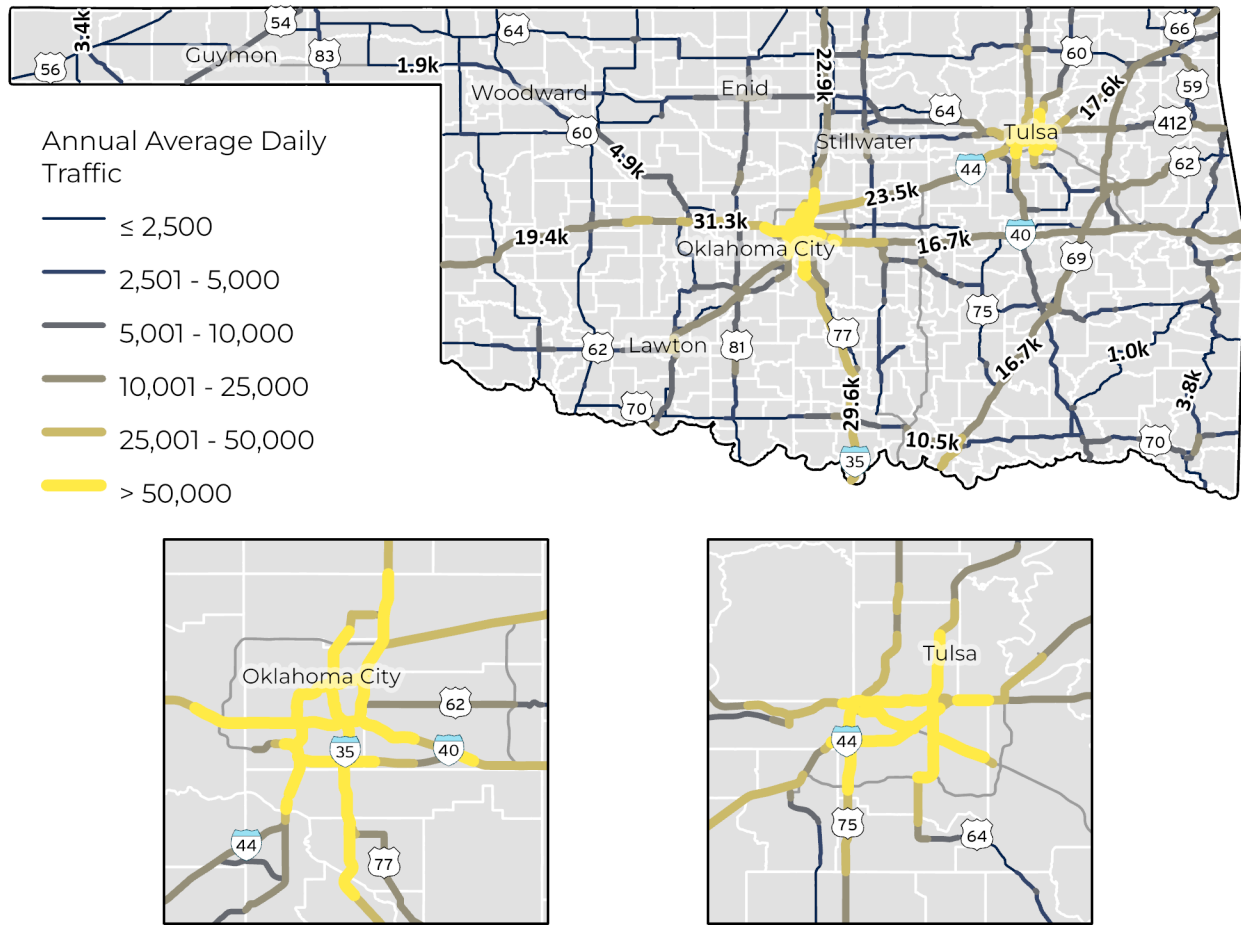 54
64
66
3.4k
Guymon
83
56
1.9k
22.9k
60
17.6k
59
Woodward
Enid
64
412
60
Stillwater
Tulsa
4.9k
44
62
23.5k
31.3k
19.4k
Oklahoma City
16.7k
40
69
75
77
62
Lawton
81
16.7k
1.0k
3.8k
70
29.6k
10.5k
70
35
Annual Average Daily
Traffic
≤ 2,500
2,501 - 5,000
5,001 - 10,000
10,001 - 25,000
25,001 - 50,000
> 50,000
Oklahoma City
62
35
40
44
77
Tulsa
44
75
64